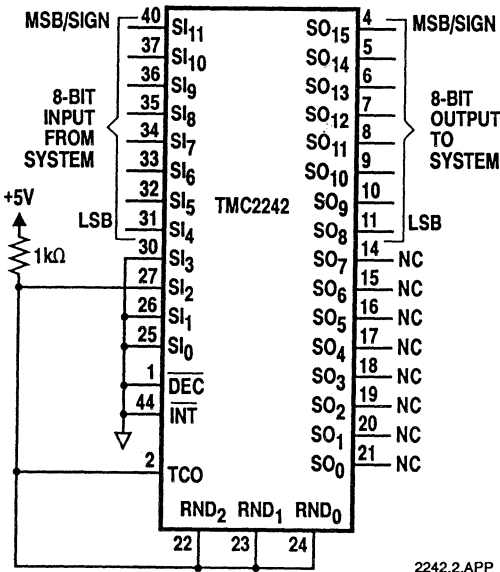 MSB/SIGN 40 SI11 SO15 4 MSB/SIGN
37 SI10 SO14 5
36 SI9 SO13 6
8-BIT INPUT FROM SYSTEM
35 SI8 SO12 7
8-BIT OUTPUT TO SYSTEM
34 SI7 SO11 8
33 SI6 SO10 9
32 SI5 SO9 10
TMC2242
LSB 31 SI4 SO8 11 LSB
+5V
1kΩ
30 SI3 SO7 14 NC
27 SI2 SO6 15 NC
26 SI1 SO5 16 NC
25 SI0 SO4 17 NC
1 DEC SO3 18 NC
44 INT SO2 19 NC
SO1 20 NC
2 TCO SO0 21 NC
RND2 RND1 RND0
22 23 24
2242.2.APP